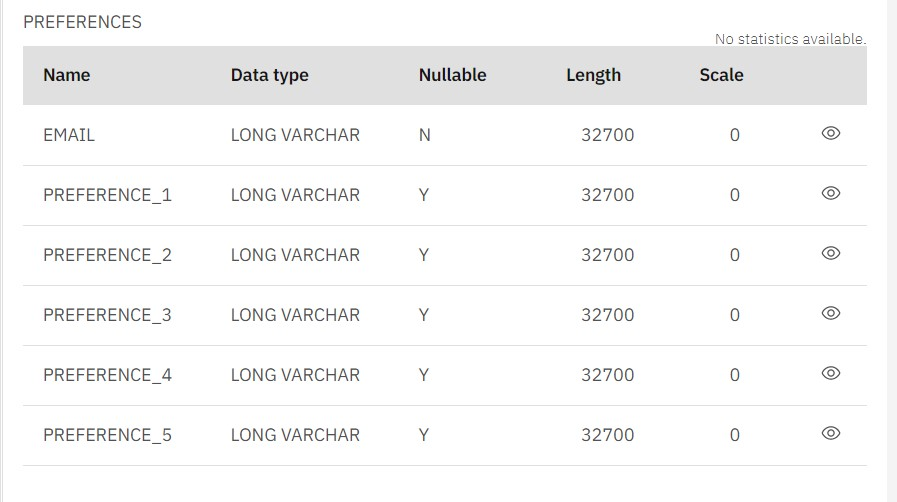 PREFERENCES
No statistics available.
Name Data type Nullable Length Scale
EMAIL LONG VARCHAR N 32700 0
PREFERENCE_1 LONG VARCHAR Y 32700 0
PREFERENCE_2 LONG VARCHAR Y 32700 0
PREFERENCE_3 LONG VARCHAR Y 32700 0
PREFERENCE_4 LONG VARCHAR Y 32700 0
PREFERENCE_5 LONG VARCHAR Y 32700 0